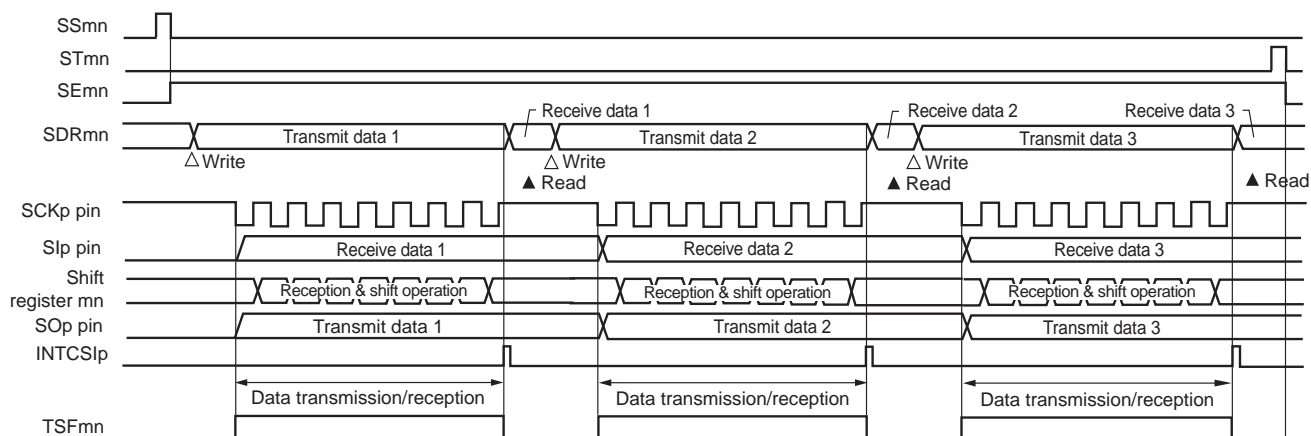 SSmn
STmn
SEmn
Receive data 1
Receive data 2
Receive data 3
SDRmn
Transmit data 1
Transmit data 2
Transmit data 3
△ Write
△ Write
△ Write
▲ Read
▲ Read
▲ Read
SCKp pin
SIp pin
Receive data 1
Receive data 2
Receive data 3
Shift
register mn
Reception & shift operation
Reception & shift operation
Reception & shift operation
SOp pin
Transmit data 1
Transmit data 2
Transmit data 3
INTCSIp
Data transmission/reception
Data transmission/reception
Data transmission/reception
TSFmn